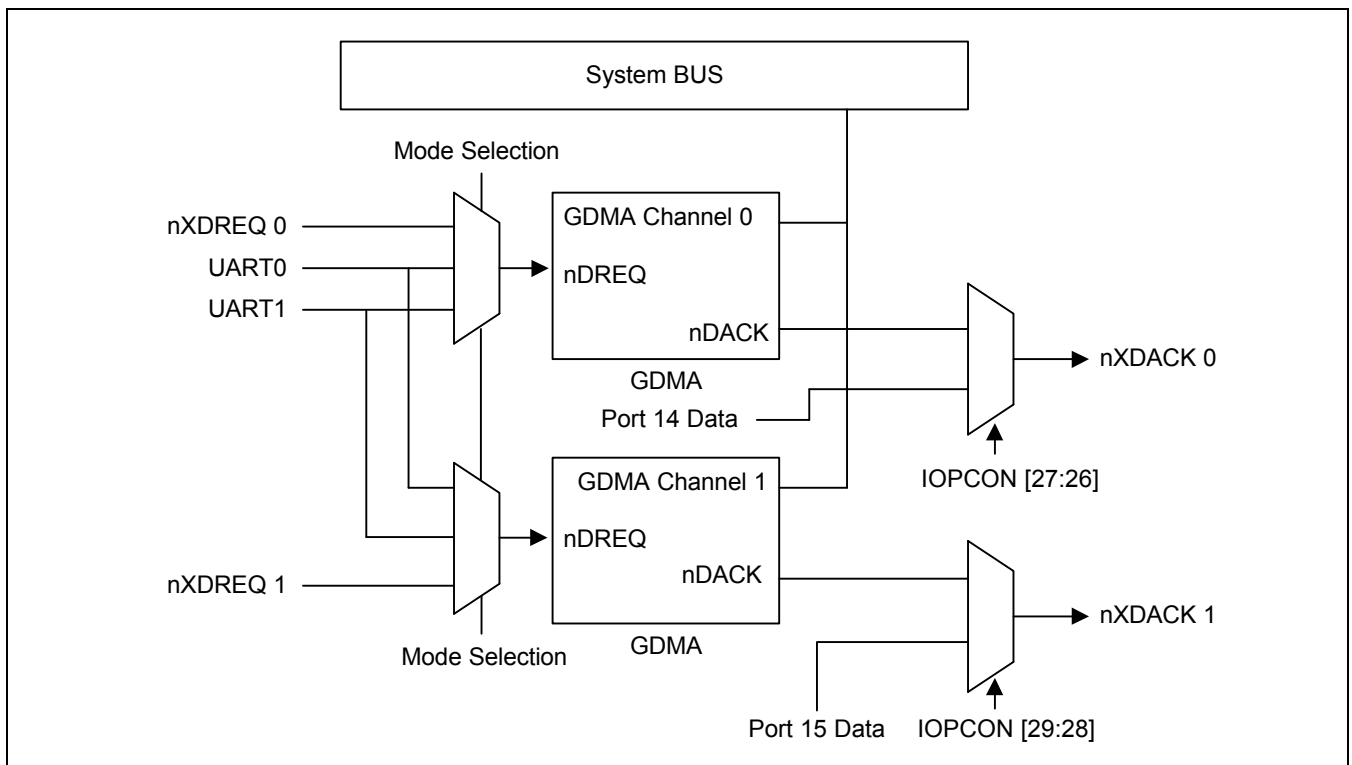 System BUS
Mode Selection
nXDREQ 0
UART0
UART1
GDMA Channel 0
nDREQ
nDACK
GDMA
nXDACK 0
Port 14 Data
IOPCON [27:26]
GDMA Channel 1
nDREQ
nDACK
GDMA
nXDREQ 1
Mode Selection
nXDACK 1
Port 15 Data
IOPCON [29:28]